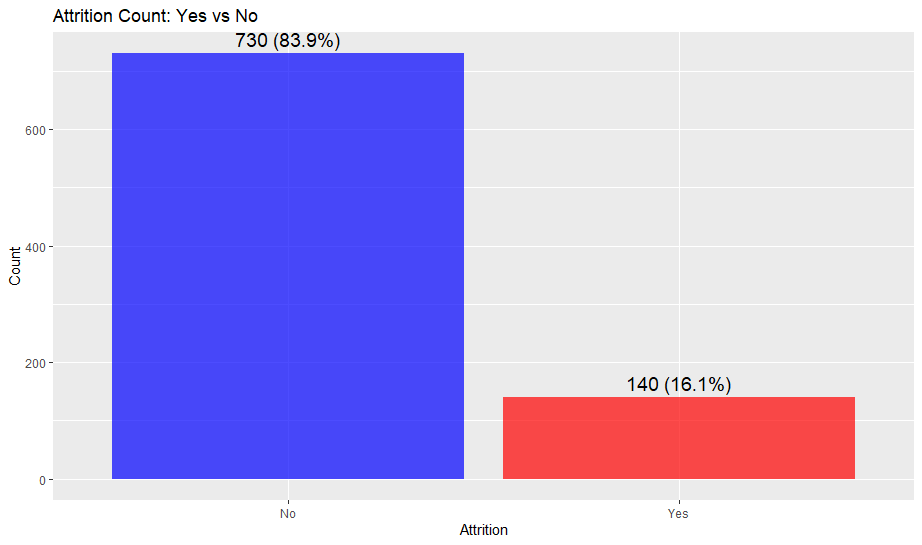 Attrition Count: Yes vs No
730 (83.9%)
600
400
200
0
Count
140 (16.1%)
No
Yes
Attrition